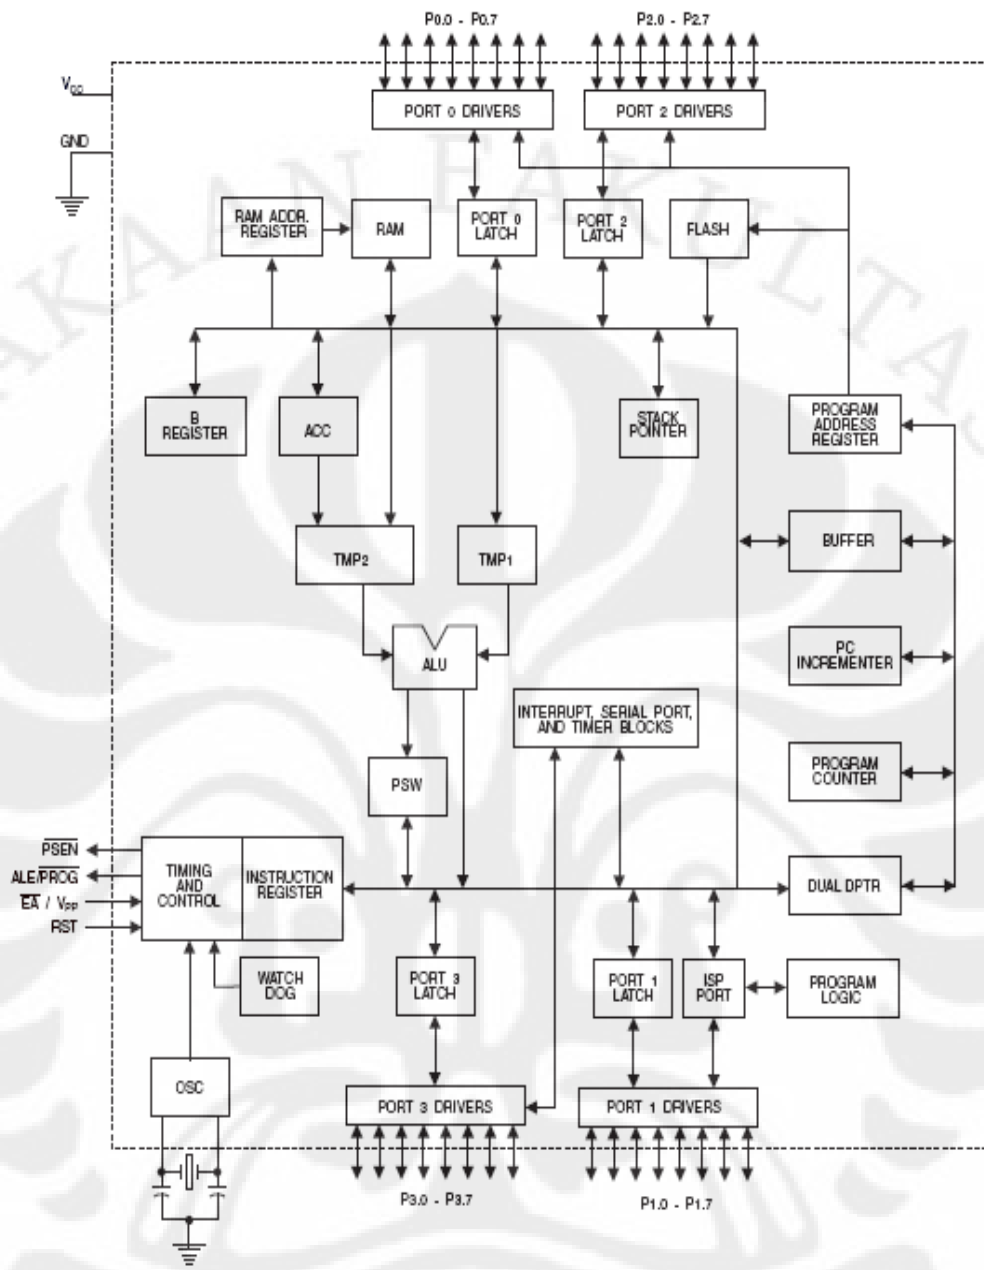 P0.0 - P0.7
P2.0 - P2.7
VCC
PORT 0 DRIVERS
PORT 2 DRIVERS
GND
RAM ADDR.
REGISTER
RAM
PORT 0
LATCH
PORT 2
LATCH
FLASH
B
REGISTER
ACC
STACK
POINTER
PROGRAM
ADDRESS
REGISTER
BUFFER
TMP2
TMP1
ALU
PC
INCREMENTER
INTERRUPT, SERIAL PORT,
AND TIMER BLOCKS
PROGRAM
COUNTER
PSW
PSEN
ALE/PROG
EA / VPP
RST
TIMING
AND
CONTROL
INSTRUCTION
REGISTER
DUAL DPTR
WATCH
DOG
PORT 3
LATCH
PORT 1
LATCH
ISP
PORT
PROGRAM
LOGIC
OSC
PORT 3 DRIVERS
PORT 1 DRIVERS
P3.0 - P3.7
P1.0 - P1.7
AKAAN FAKULTAS